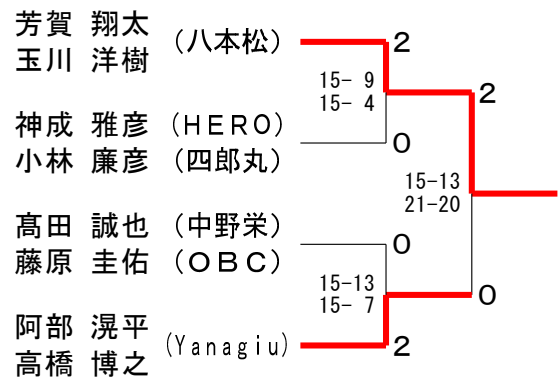 芳賀 翔太
玉川 洋樹
(八本松)
2
15- 9
15- 4
神成 雅彦 (HERO)
小林 廉彦 (四郎丸)
0
2
15-13
21-20
髙田 誠也 (中野栄)
藤原 圭佑 (OBC)
0
15-13
15- 7
0
阿部 滉平
高橋 博之
(Yanagiu)
2